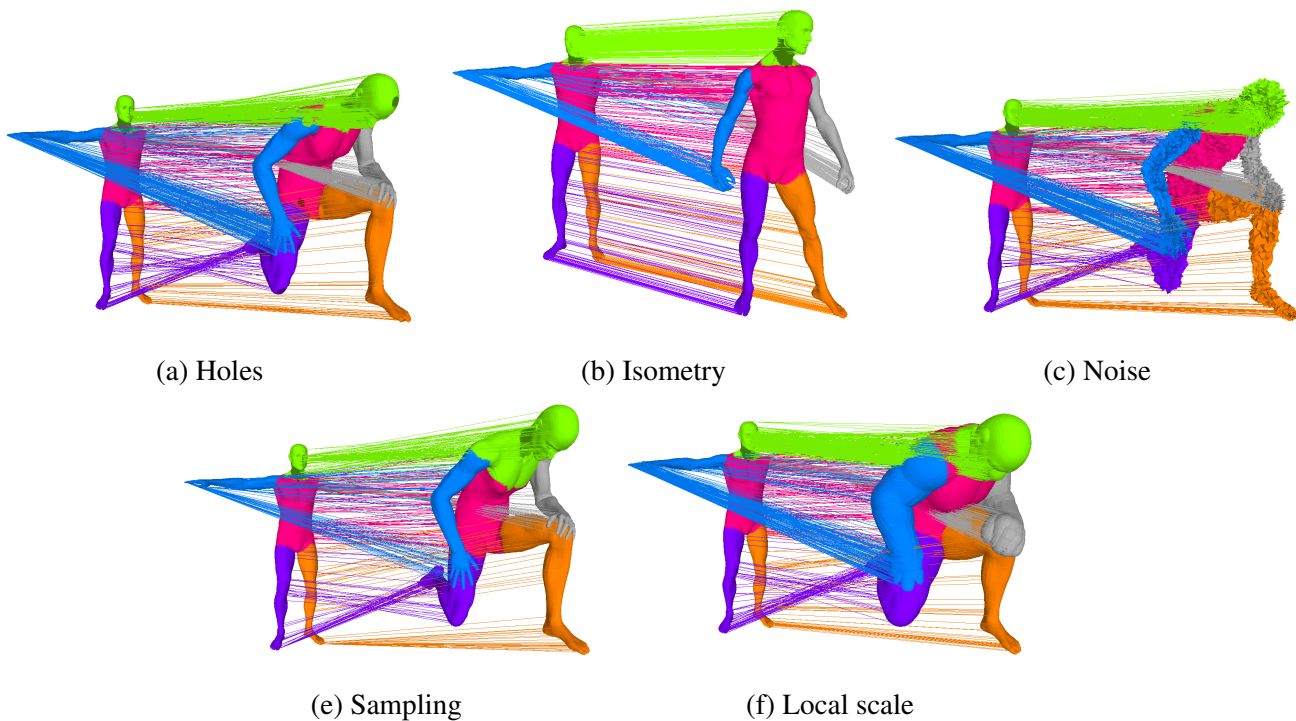 (a) Holes
(b) Isometry
(c) Noise
(e) Sampling
(f) Local scale